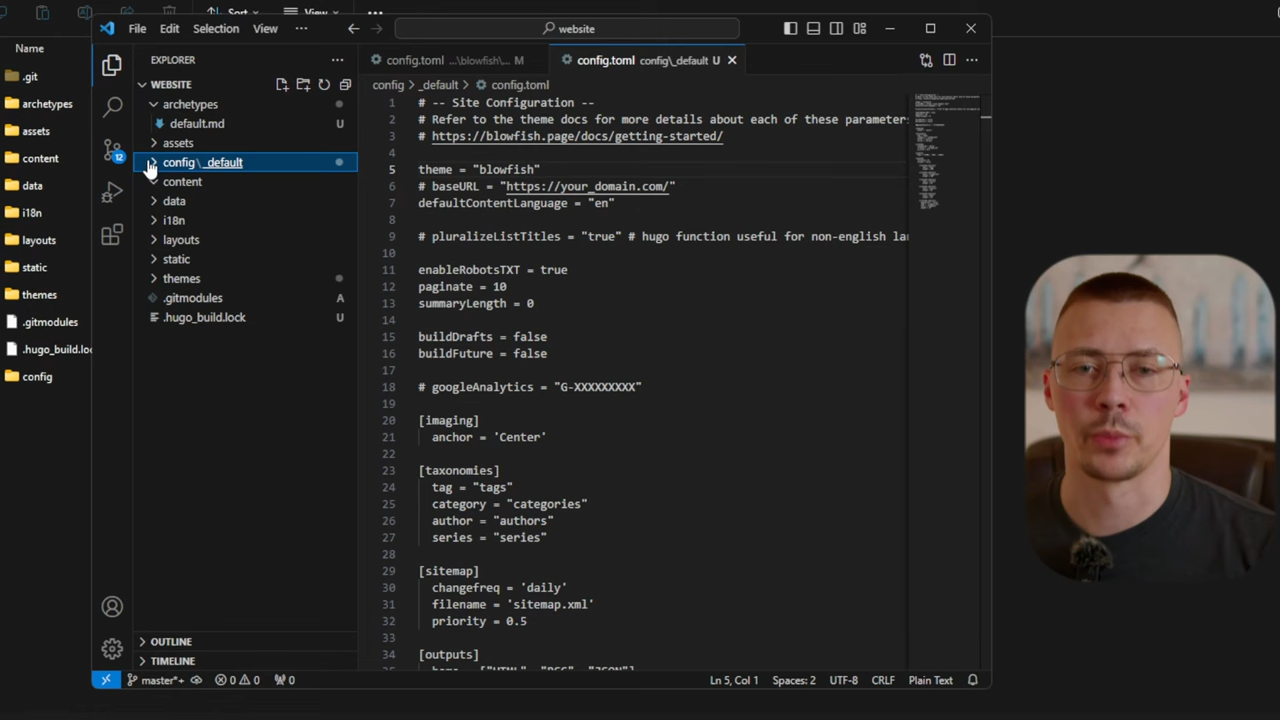 Sort
View
Name
.git
archetypes
assets
content
data
i18n
layouts
static
themes
.gitmodules
.hugo_build.loc
config
File Edit Selection View ···
website
EXPLORER
WEBSITE
archetypes
default.md U
assets
config\_default
content
data
i18n
layouts
static
themes
.gitmodules A
.hugo_build.lock U
OUTLINE
TIMELINE
12
config.toml ...\blowfish\... M
config.toml config\_default U
config > _default > config.toml
1 # -- Site Configuration --
2 # Refer to the theme docs for more details about each of these parameters
3 # https://blowfish.page/docs/getting-started/
4
5 theme = "blowfish"
6 # baseURL = "https://your_domain.com/"
7 defaultContentLanguage = "en"
8
9 # pluralizeListTitles = "true" # hugo function useful for non-english la
10
11 enableRobotsTXT = true
12 paginate = 10
13 summaryLength = 0
14
15 buildDrafts = false
16 buildFuture = false
17
18 # googleAnalytics = "G-XXXXXXXXX"
19
20 [imaging]
21 anchor = 'Center'
22
23 [taxonomies]
24 tag = "tags"
25 category = "categories"
26 author = "authors"
27 series = "series"
28
29 [sitemap]
30 changefreq = 'daily'
31 filename = 'sitemap.xml'
32 priority = 0.5
33
34 [outputs]
master*+ 0 0 0 Ln 5, Col 1 Spaces: 2 UTF-8 CRLF Plain Text